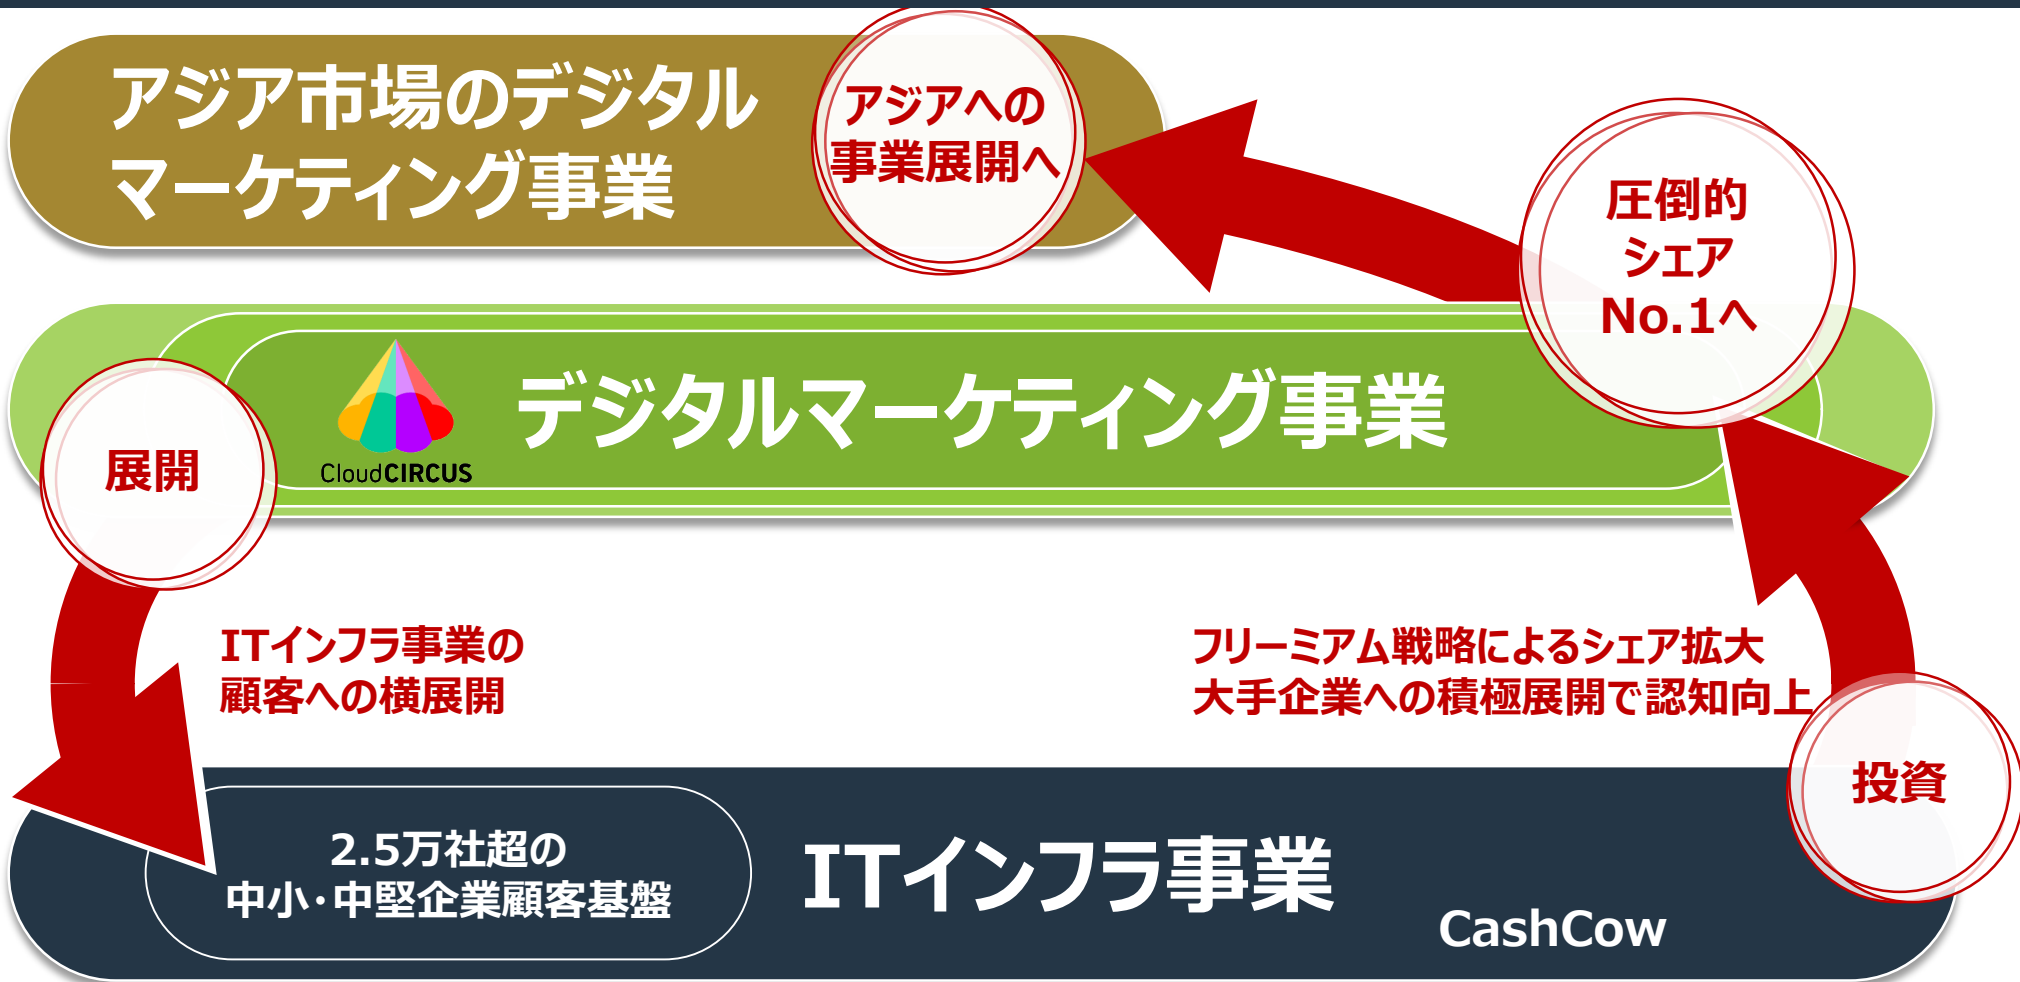 アジア市場のデジタル
マーケティング事業
アジアへの
事業展開へ
圧倒的
シェア
No.1へ
CloudCIRCUS
デジタルマーケティング事業
展開
ITインフラ事業の
顧客への横展開
フリーミアム戦略によるシェア拡大
大手企業への積極展開で認知向上
投資
2.5万社超の
中小・中堅企業顧客基盤
ITインフラ事業
CashCow